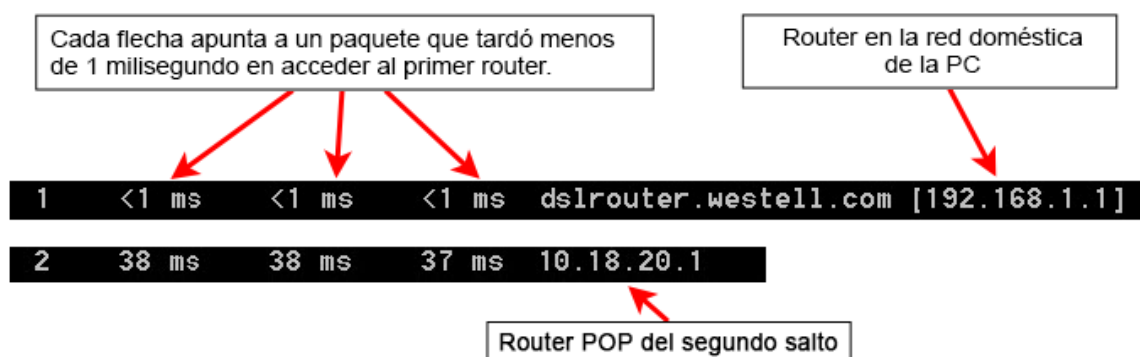 Cada flecha apunta a un paquete que tardó menos
de 1 milisegundo en acceder al primer router.
Router en la red doméstica
de la PC
1 <1 ms <1 ms <1 ms dslrouter.westell.com [192.168.1.1]
2 38 ms 38 ms 37 ms 10.18.20.1
Router POP del segundo salto